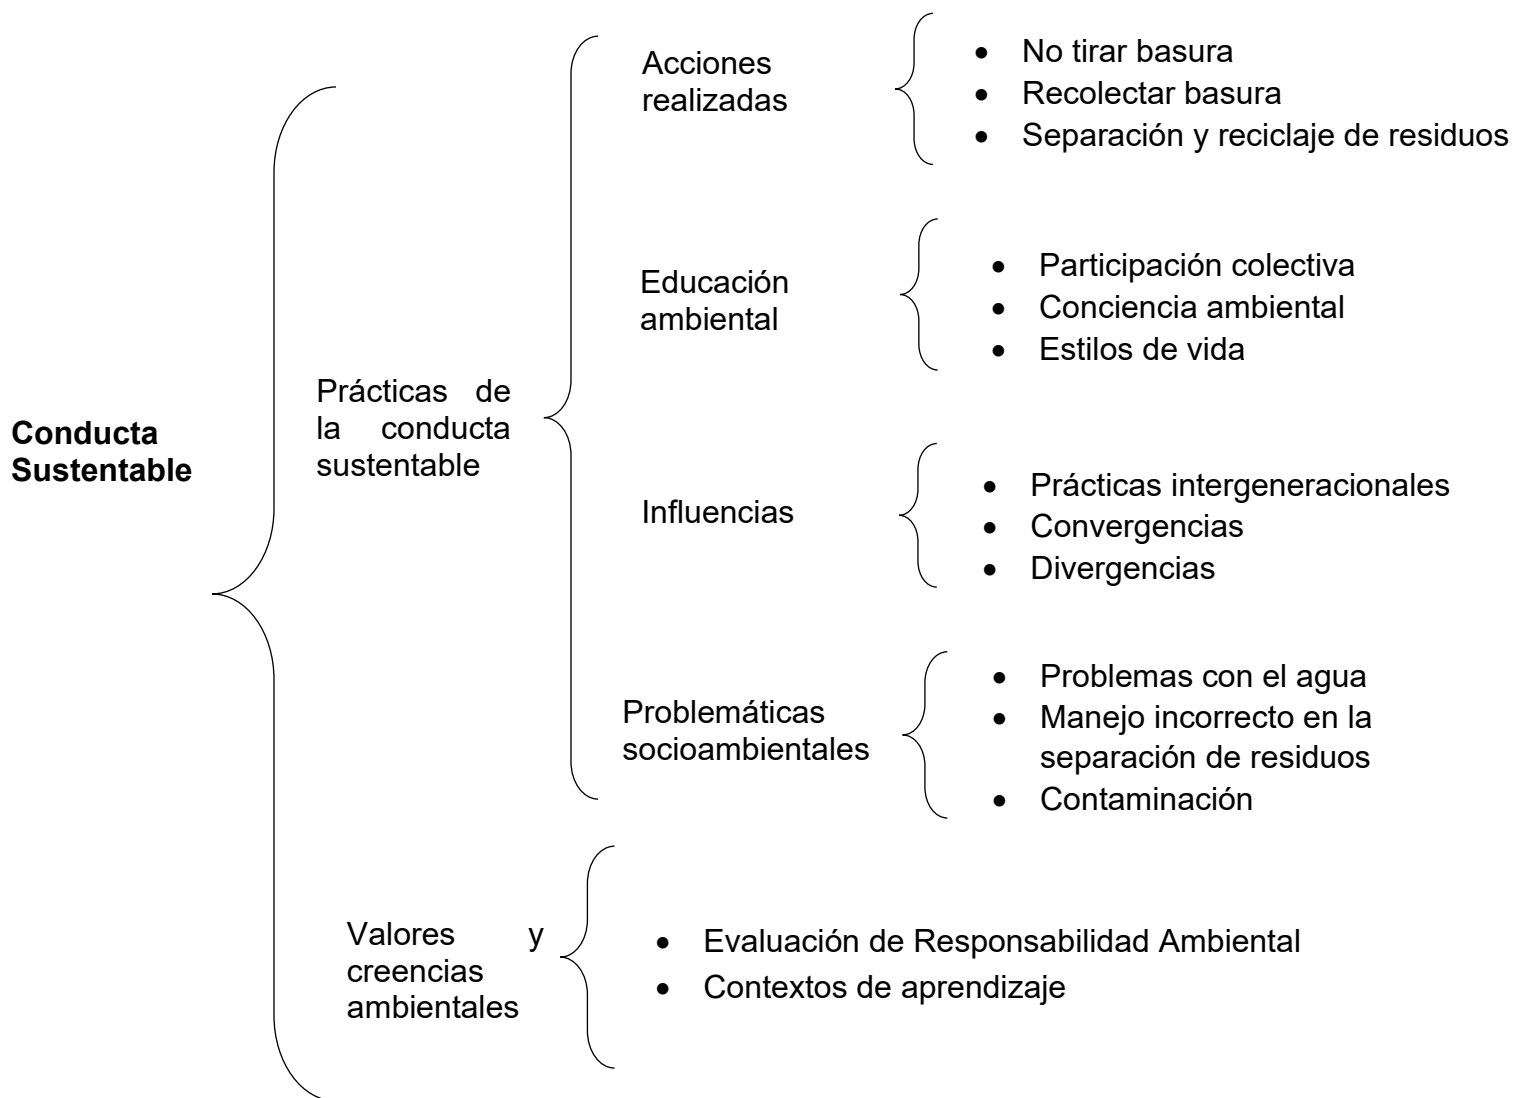 Conducta
Sustentable
Prácticas de
la conducta
sustentable
Acciones
realizadas
• No tirar basura
• Recolectar basura
• Separación y reciclaje de residuos
Educación
ambiental
• Participación colectiva
• Conciencia ambiental
• Estilos de vida
Influencias
• Prácticas intergeneracionales
• Convergencias
• Divergencias
Problemáticas
socioambientales
• Problemas con el agua
• Manejo incorrecto en la
separación de residuos
• Contaminación
Valores y
creencias
ambientales
• Evaluación de Responsabilidad Ambiental
• Contextos de aprendizaje